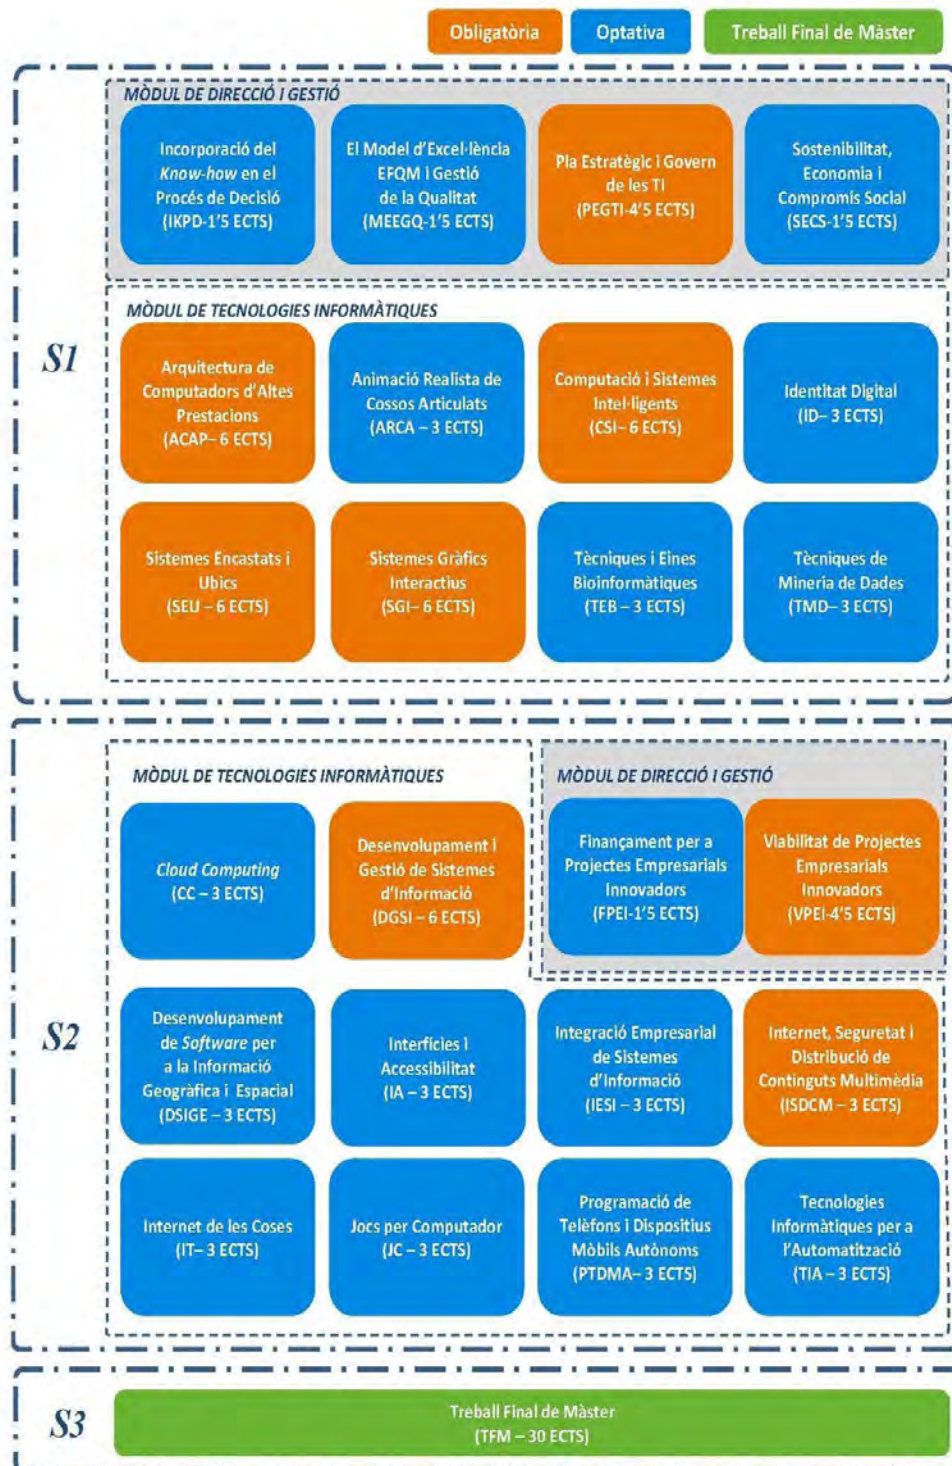 Obligatòria
Optativa
Treball Final de Màster
MÒDUL DE DIRECCIÓ I GESTIÓ
Incorporació del
Know-how en el
Procés de Decisió
(IKPD-1'5 ECTS)
El Model d'Excel·lència
EFQM i Gestió
de la Qualitat
(MEEGQ-1'5 ECTS)
Pla Estratègic i Govern
de les TI
(PEGTI-4'5 ECTS)
Sostenibilitat,
Economia i
Compromís Social
(SECS-1'5 ECTS)
S1
MÒDUL DE TECNOLOGIES INFORMÀTIQUES
Arquitectura de
Computadors d'Altes
Prestacions
(ACAP– 6 ECTS)
Animació Realista de
Cossos Articulats
(ARCA – 3 ECTS)
Computació i Sistemes
Intel·ligents
(CSI– 6 ECTS)
Identitat Digital
(ID– 3 ECTS)
Sistemes Encastats i
Ubics
(SEU – 6 ECTS)
Sistemes Gràfics
Interactius
(SGI– 6 ECTS)
Tècniques i Eines
Bioinformàtiques
(TEB – 3 ECTS)
Tècniques de
Mineria de Dades
(TMD– 3 ECTS)
S2
MÒDUL DE TECNOLOGIES INFORMÀTIQUES
Cloud Computing
(CC – 3 ECTS)
Desenvolupament i
Gestió de Sistemes
d'Informació
(DGSI – 6 ECTS)
MÒDUL DE DIRECCIÓ I GESTIÓ
Finançament per a
Projectes Empresarials
Innovadors
(FPEI-1'5 ECTS)
Viabilitat de Projectes
Empresarials
Innovadors
(VPEI-4'5 ECTS)
Desenvolupament
de Software per
a la Informació
Geogràfica i Espacial
(DSIGE – 3 ECTS)
Interfícies i
Accessibilitat
(IA – 3 ECTS)
Integració Empresarial
de Sistemes
d'Informació
(IESI – 3 ECTS)
Internet, Seguretat i
Distribució de
Continguts Multimèdia
(ISDCM – 3 ECTS)
Internet de les Coses
(IT– 3 ECTS)
Jocs per Computador
(JC – 3 ECTS)
Programació de
Telèfons i Dispositius
Mòbils Autònoms
(PTDMA– 3 ECTS)
Tecnologies
Informàtiques per a
l'Automatització
(TIA – 3 ECTS)
S3
Treball Final de Màster
(TFM – 30 ECTS)